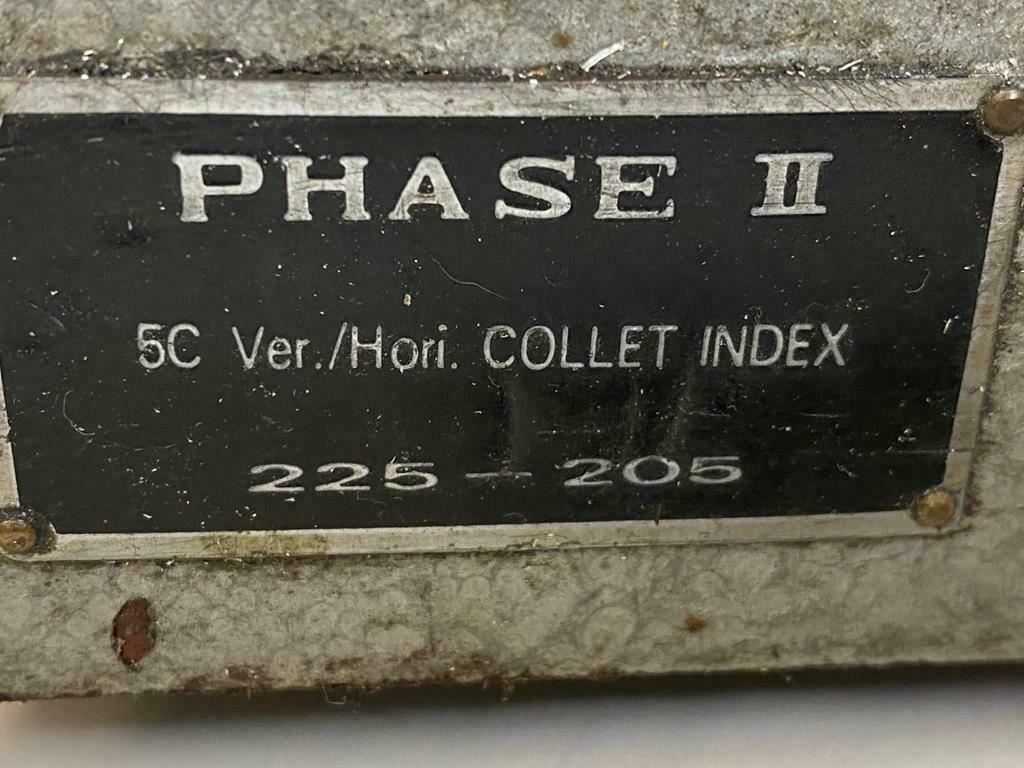 PHASE II
5C Ver./Hori. COLLET INDEX
225-205